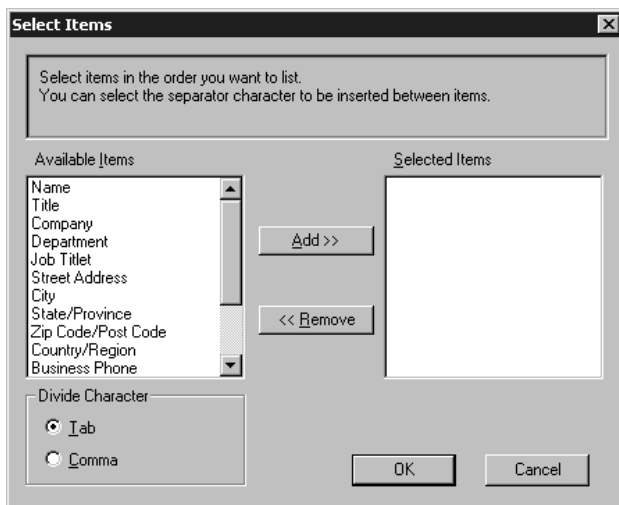 Select Items
Select items in the order you want to list.
You can select the separator character to be inserted between items.
Available Items
Selected Items
Name
Title
Company
Department
Job Titlet
Street Address
City
State/Province
Zip Code/Post Code
Country/Region
Business Phone
Add >>
<< Remove
Divide Character
Tab
Comma
OK
Cancel